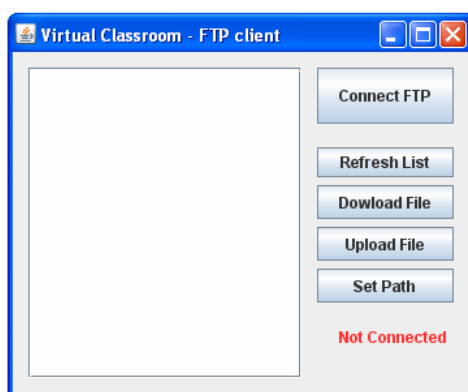 Virtual Classroom - FTP client
Connect FTP
Refresh List
Dowload File
Upload File
Set Path
Not Connected